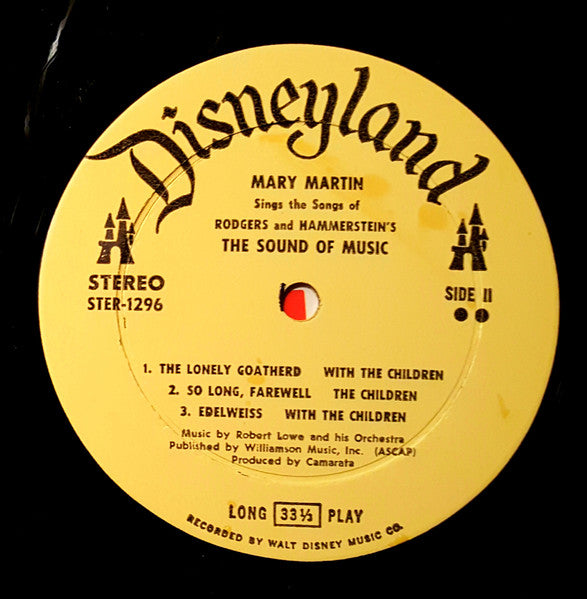 Disneyland
MARY MARTIN
Sings the Songs of
RODGERS and HAMMERSTEIN'S
THE SOUND OF MUSIC
STEREO
STER-1296
SIDE II
1. THE LONELY GOATHERD WITH THE CHILDREN
2. SO LONG, FAREWELL THE CHILDREN
3. EDELWEISS WITH THE CHILDREN
Music by Robert Lowe and his Orchestra
Published by Williamson Music, Inc. (ASCAP)
Produced by Camarata
LONG 33⅓ PLAY
RECORDED BY WALT DISNEY MUSIC CO.